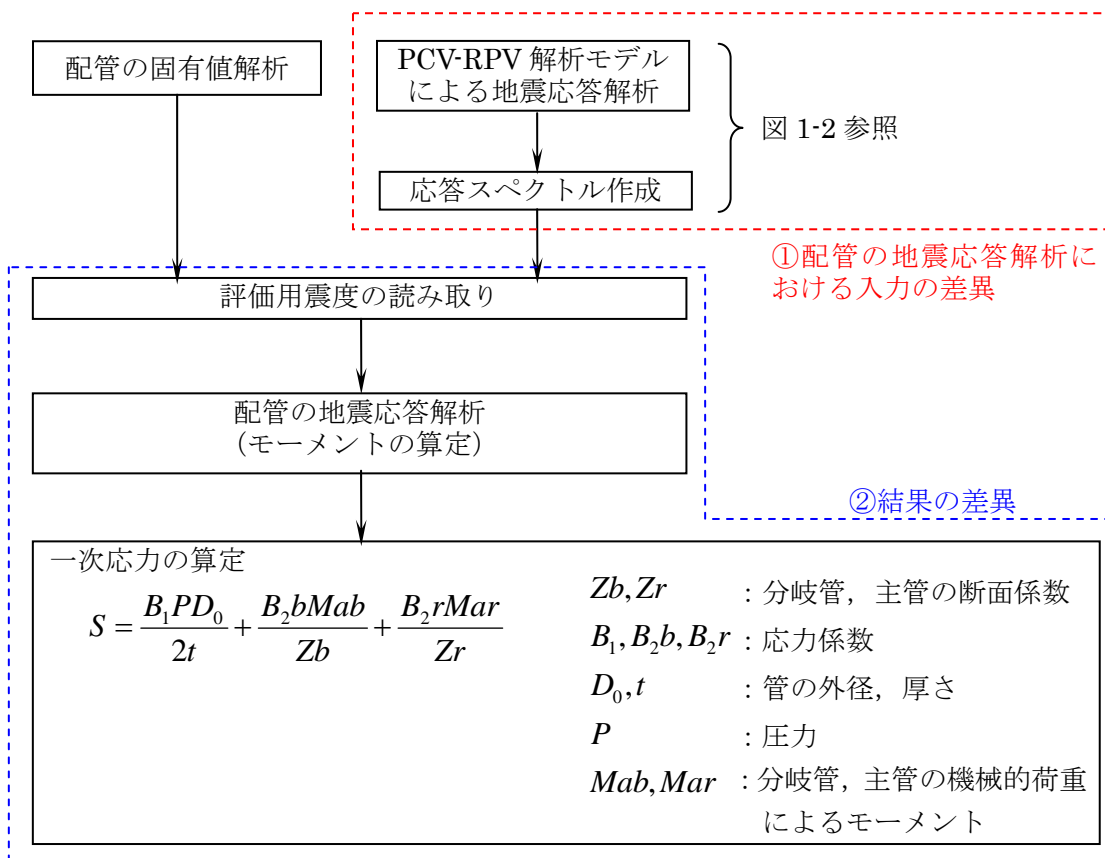 配管の固有値解析
PCV-RPV 解析モデル
による地震応答解析
図 1-2 参照
応答スペクトル作成
①配管の地震応答解析に
おける入力の差異
評価用震度の読み取り
配管の地震応答解析
（モーメントの算定）
②結果の差異
一次応力の算定
S = B₁PD₀/2t + B₂bMab/Zb + B₂rMar/Zr
Zb, Zr ：分岐管，主管の断面係数
B₁, B₂b, B₂r ：応力係数
D₀, t ：管の外径，厚さ
P ：圧力
Mab, Mar ：分岐管，主管の機械的荷重
によるモーメント